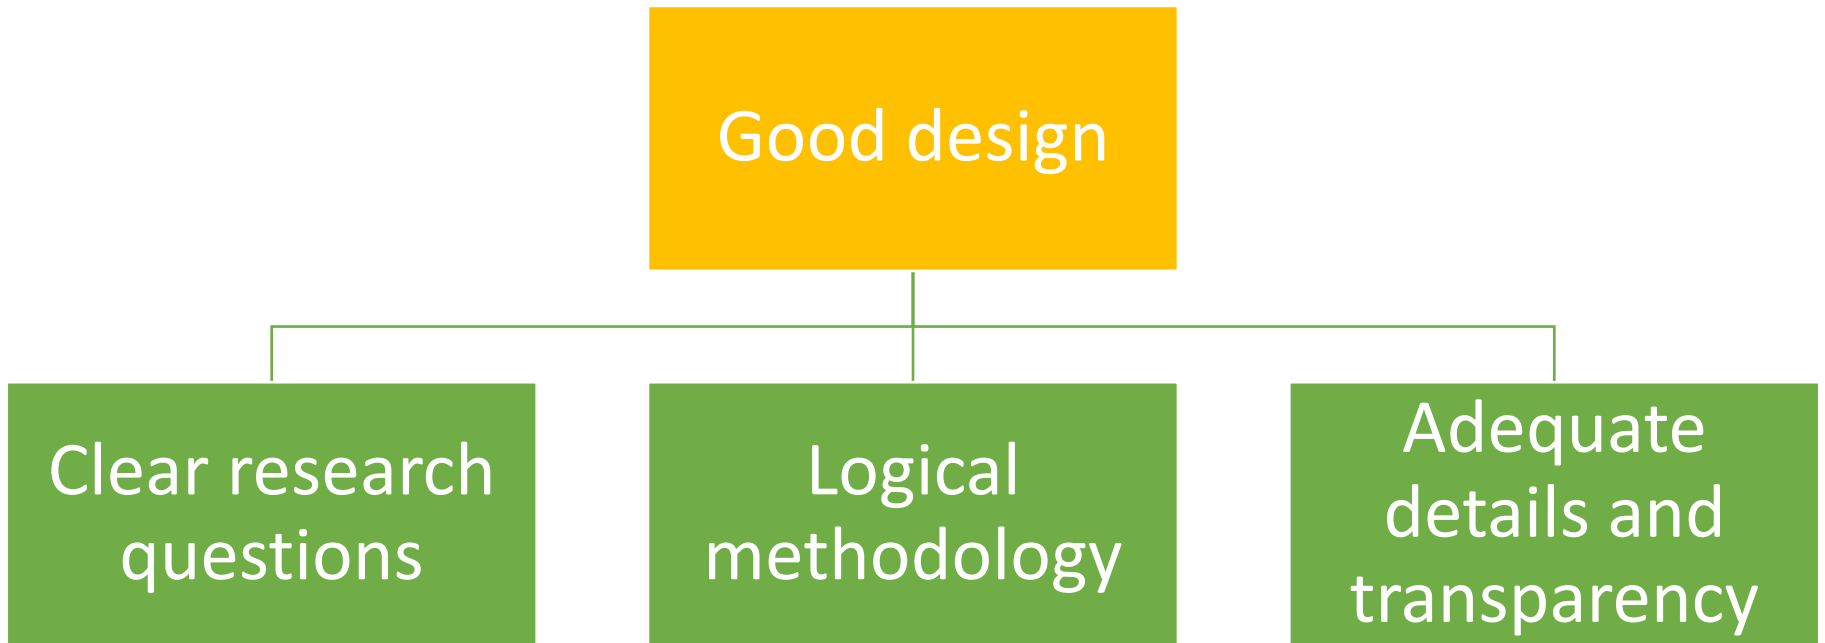 Good design
Clear research
questions
Logical
methodology
Adequate
details and
transparency